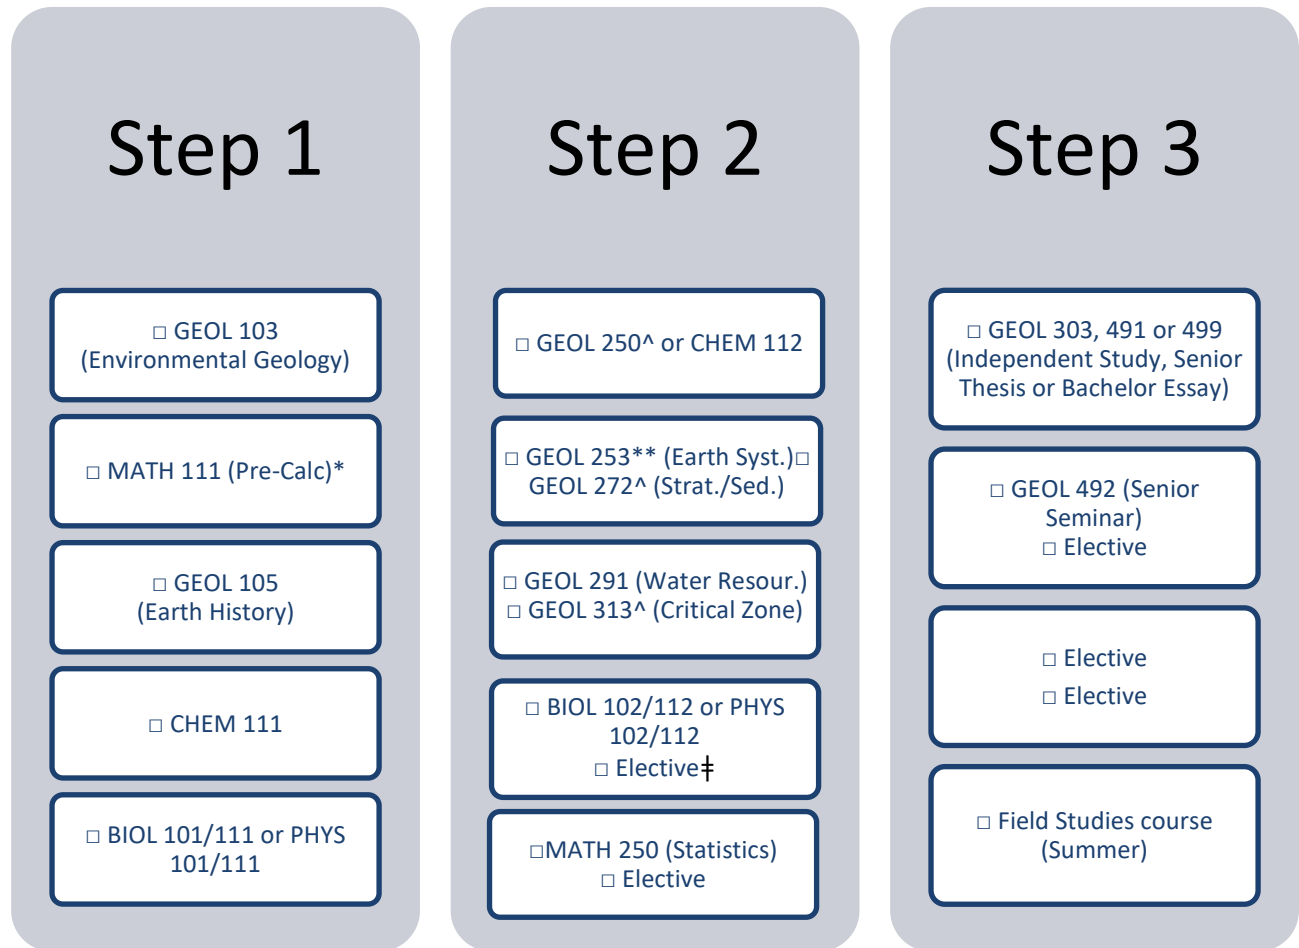 Step 1
□ GEOL 103
(Environmental Geology)
□ MATH 111 (Pre-Calc)*
□ GEOL 105
(Earth History)
□ CHEM 111
□ BIOL 101/111 or PHYS
101/111
Step 2
□ GEOL 250^ or CHEM 112
□ GEOL 253** (Earth Syst.)□
GEOL 272^ (Strat./Sed.)
□ GEOL 291 (Water Resour.)
□ GEOL 313^ (Critical Zone)
□ BIOL 102/112 or PHYS
102/112
□ Elective‡
□MATH 250 (Statistics)
□ Elective
Step 3
□ GEOL 303, 491 or 499
(Independent Study, Senior
Thesis or Bachelor Essay)
□ GEOL 492 (Senior
Seminar)
□ Elective
□ Elective
□ Elective
□ Field Studies course
(Summer)